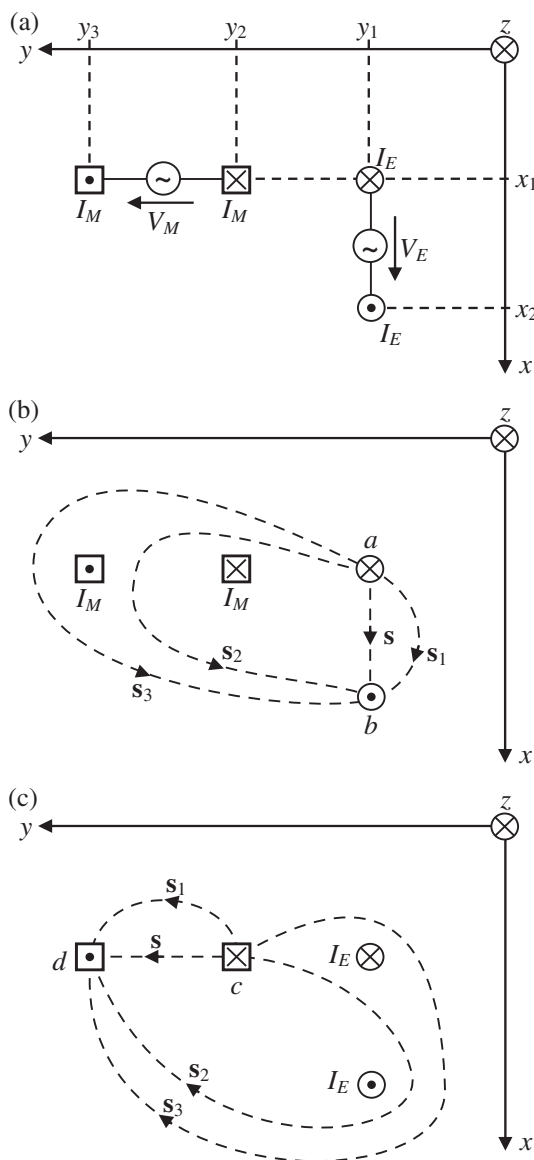 (a)
y₃ y₂ y₁ z
y
I_E
x₁
I_M V_M I_M
V_E
x₂
I_E
x
(b)
z
y
a
I_M I_M
s
s₂ s₁
s₃
b
x
(c)
z
y
s₁
s
d I_E
c
s₂ I_E
s₃
x